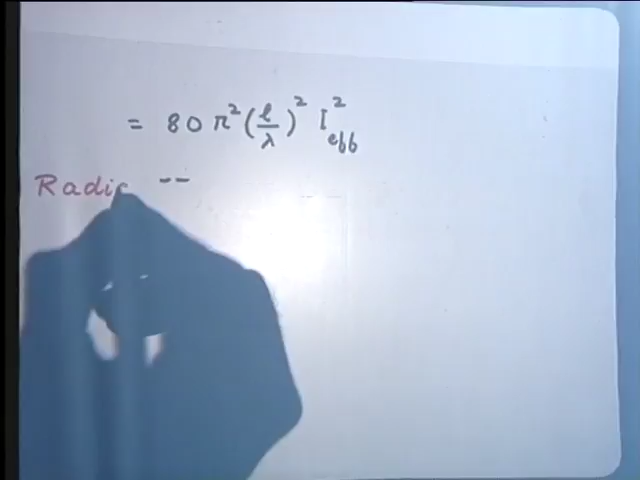 = 80 π² (l/λ)² I²eff
Radi